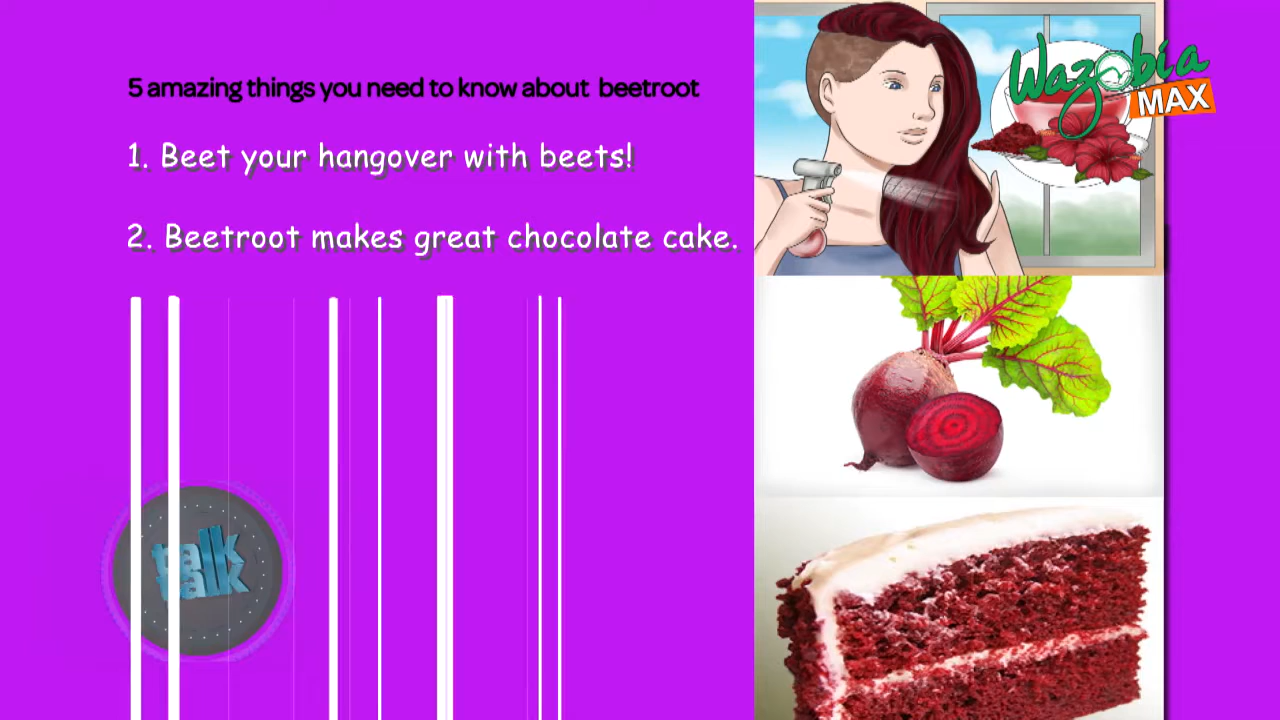 Wazobia
MAX
5 amazing things you need to know about beetroot
1. Beet your hangover with beets!
2. Beetroot makes great chocolate cake.
talk
talk